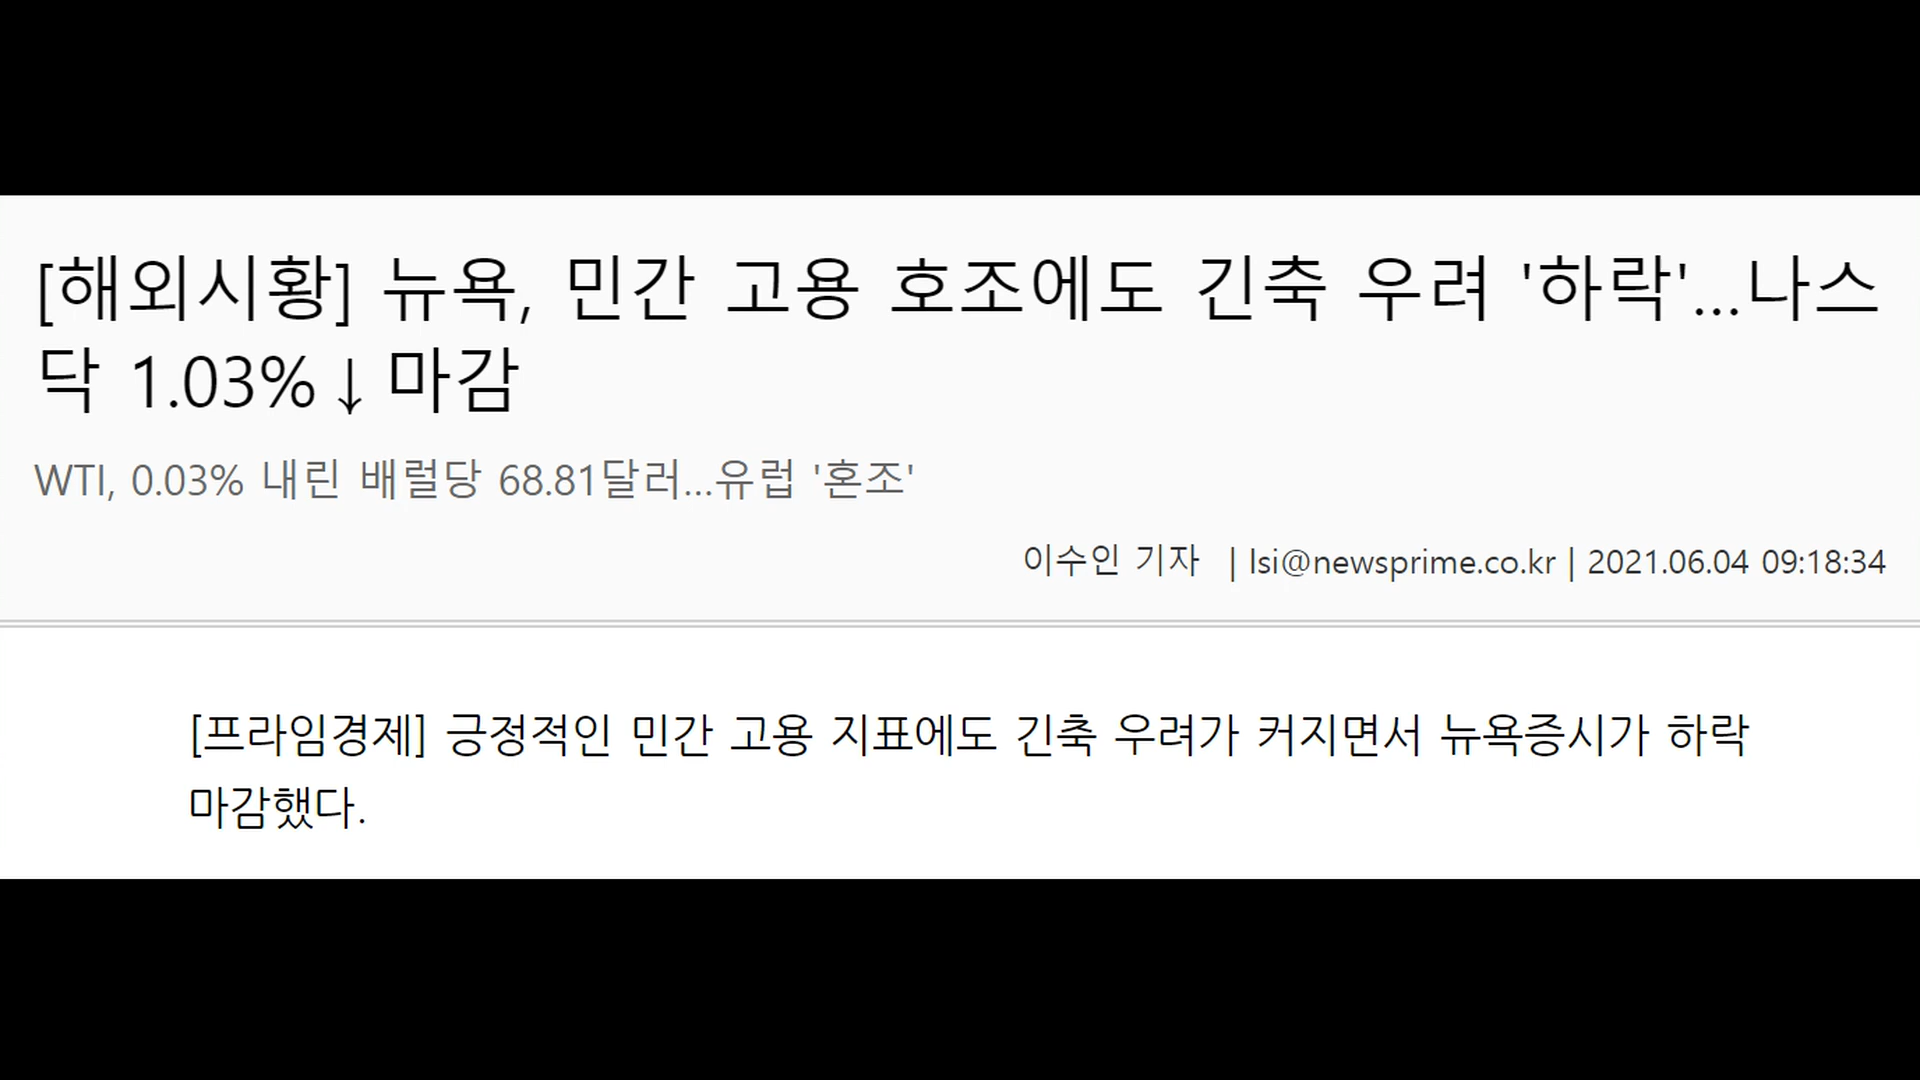 [해외시황] 뉴욕, 민간 고용 호조에도 긴축 우려 '하락'...나스
닥 1.03%↓마감
WTI, 0.03% 내린 배럴당 68.81달러...유럽 '혼조'
이수인 기자 | lsi@newsprime.co.kr | 2021.06.04 09:18:34
[프라임경제] 긍정적인 민간 고용 지표에도 긴축 우려가 커지면서 뉴욕증시가 하락
마감했다.